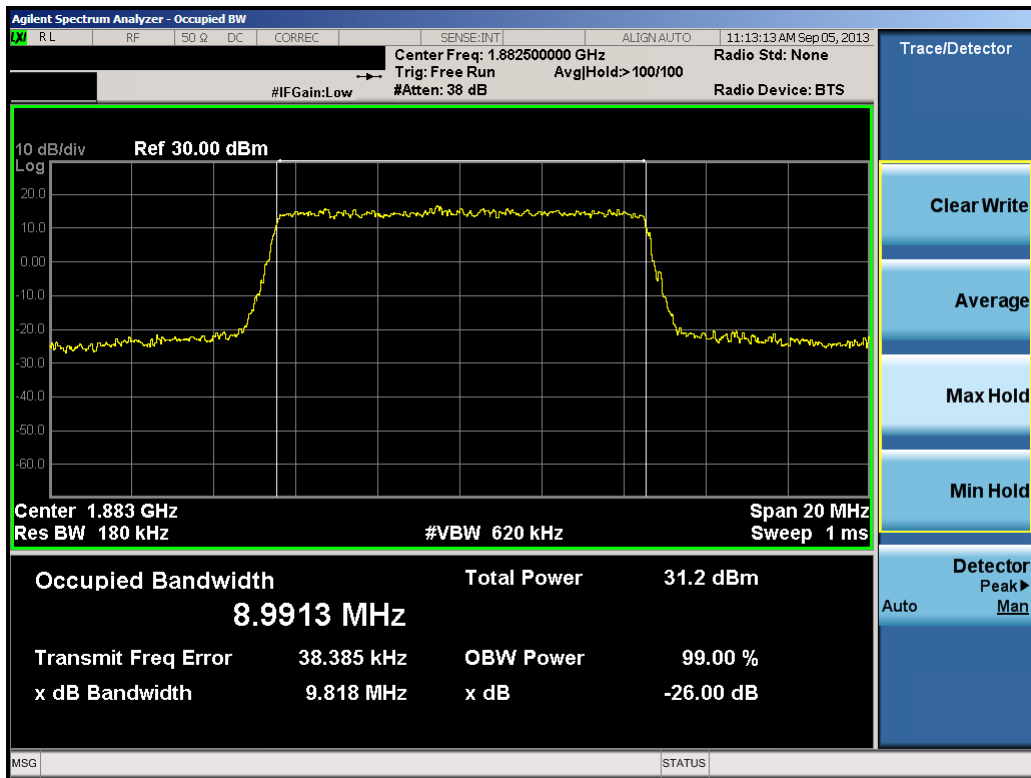 Agilent Spectrum Analyzer - Occupied BW
LXI RL RF 50 Ω DC CORREC SENSE:INT ALIGN AUTO 11:13:13 AM Sep 05, 2013
Center Freq: 1.882500000 GHz Radio Std: None
Trig: Free Run Avg|Hold:> 100/100
#IFGain:Low #Atten: 38 dB Radio Device: BTS
10 dB/div Ref 30.00 dBm
Log
20.0
10.0
0.00
-10.0
-20.0
-30.0
-40.0
-50.0
-60.0
Center 1.883 GHz Span 20 MHz
Res BW 180 kHz #VBW 620 kHz Sweep 1 ms
Occupied Bandwidth Total Power 31.2 dBm
8.9913 MHz
Transmit Freq Error 38.385 kHz OBW Power 99.00 %
x dB Bandwidth 9.818 MHz x dB -26.00 dB
MSG STATUS
Trace/Detector
Clear Write
Average
Max Hold
Min Hold
Detector
Peak▶
Auto Man